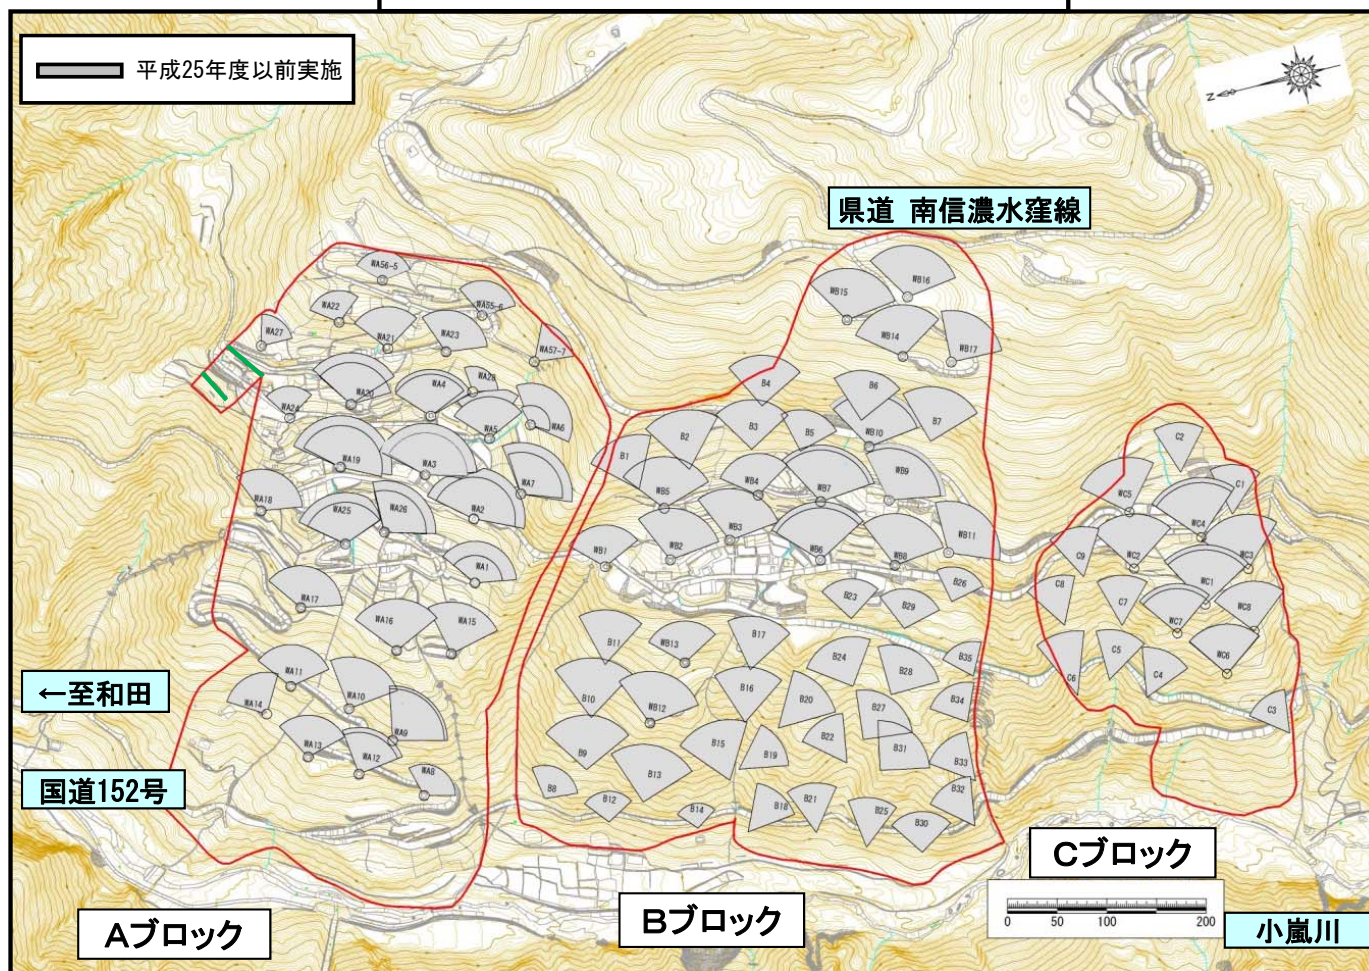 平成25年度以前実施
N
県道 南信濃水窪線
WA56-5
WA55-6
WA22
WA27
WA21
WA23
WA57-7
WA20
WA4
WA28
WA24
WA5
WA6
WA19
WA3
WA7
WA18
WA25
WA26
WA2
WA1
WA17
WA16
WA15
WA11
WA14
WA10
WA9
WA13
WA12
WA8
WB16
WB15
WB14
WB17
B4
B6
B7
B3
B5
B2
WB10
B1
WB5
WB4
WB7
WB9
WB3
WB1
WB2
WB6
WB8
WB11
B23
B29
B26
B11
WB13
B17
B24
B28
B35
B10
WB12
B16
B20
B27
B34
B9
B15
B19
B22
B31
B33
B13
B8
B12
B14
B18
B21
B25
B30
B32
C2
C1
WC5
WC4
WC3
C9
WC2
C8
WC1
C7
WC8
WC7
C5
WC6
C6
C4
C3
←至和田
国道152号
Aブロック
Bブロック
Cブロック
0 50 100 200
小嵐川